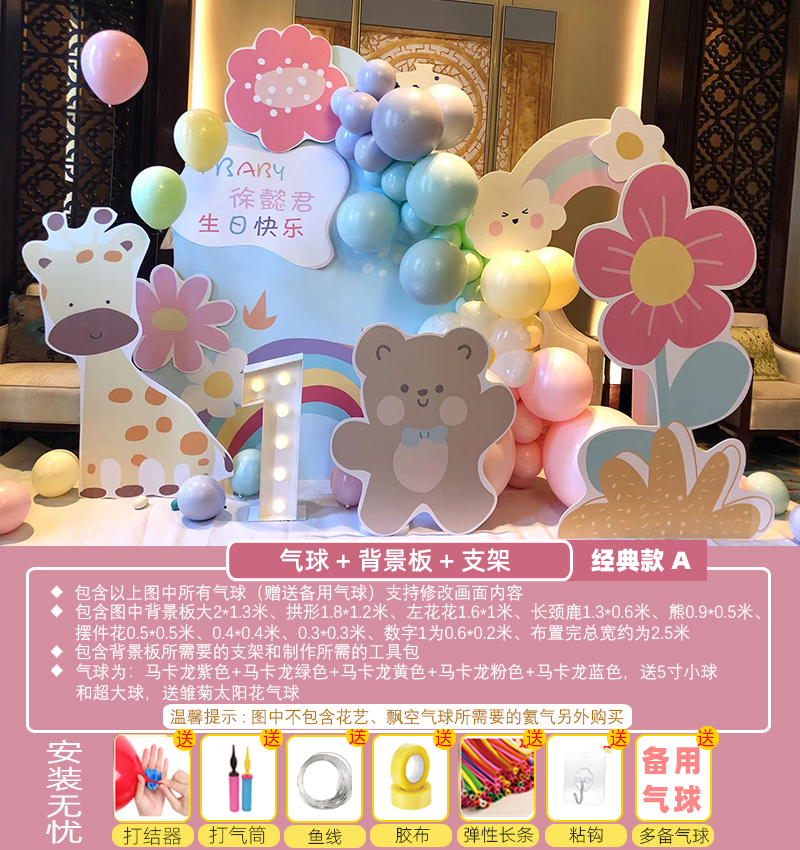 BABY
徐懿君
生日快乐
1
气球 + 背景板 + 支架
经典款 A
◆ 包含以上图中所有气球（赠送备用气球）支持修改画面内容
◆ 包含图中背景板大2*1.3米、拱形1.8*1.2米、左花花1.6*1米、长颈鹿1.3*0.6米、熊0.9*0.5米、
摆件花0.5*0.5米、0.4*0.4米、0.3*0.3米、数字1为0.6*0.2米、布置完总宽约为2.5米
◆ 包含背景板所需要的支架和制作所需的工具包
◆ 气球为：马卡龙紫色+马卡龙绿色+马卡龙黄色+马卡龙粉色+马卡龙蓝色，送5寸小球
和超大球，送雏菊太阳花气球
温馨提示 : 图中不包含花艺、飘空气球所需要的氦气另外购买
安装无忧
送 送 送 送 送 送 送
备用
气球
打结器 打气筒 鱼线 胶布 弹性长条 粘钩 多备气球